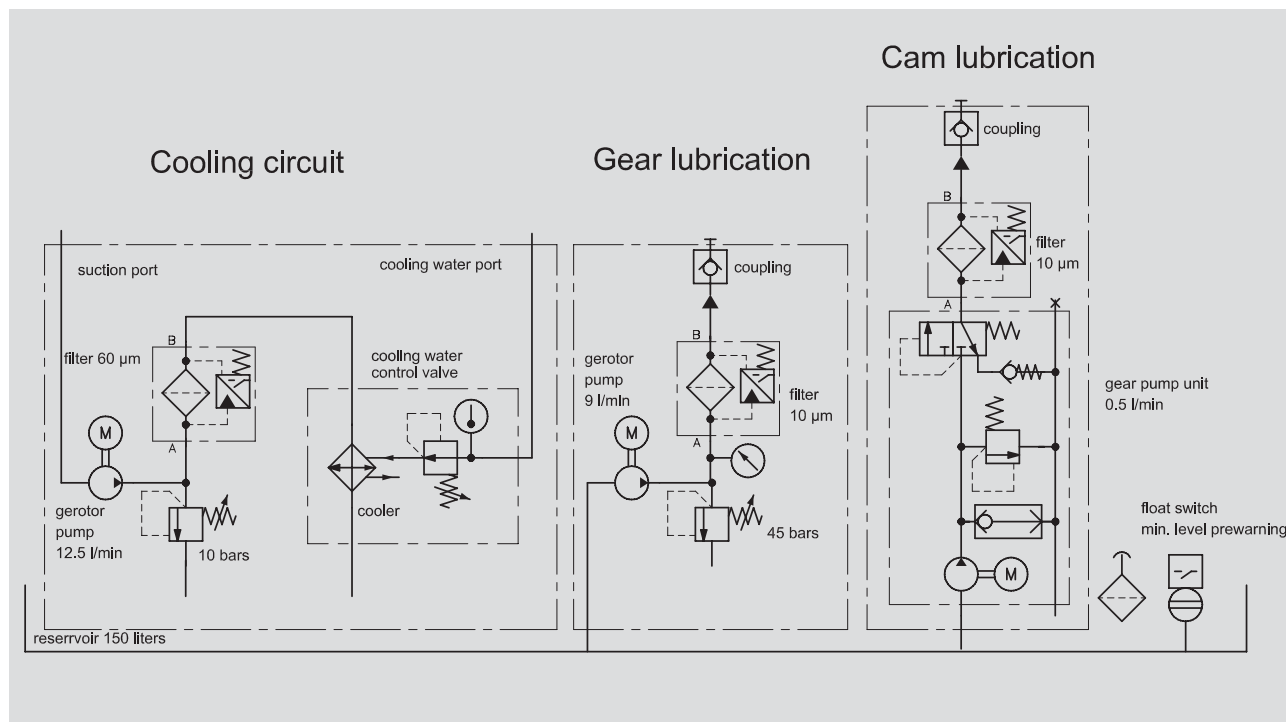 Cam lubrication
coupling
Cooling circuit
Gear lubrication
B
suction port
cooling water port
coupling
filter
10 µm
A
B
filter 60 µm
cooling water
control valve
gerotor
pump
9 l/mln
B
filter
10 µm
gear pump unit
0.5 l/min
M
A
M
A
gerotor
pump
12.5 l/min
10 bars
cooler
45 bars
float switch
min. level prewarning
M
reserrvoir 150 liters